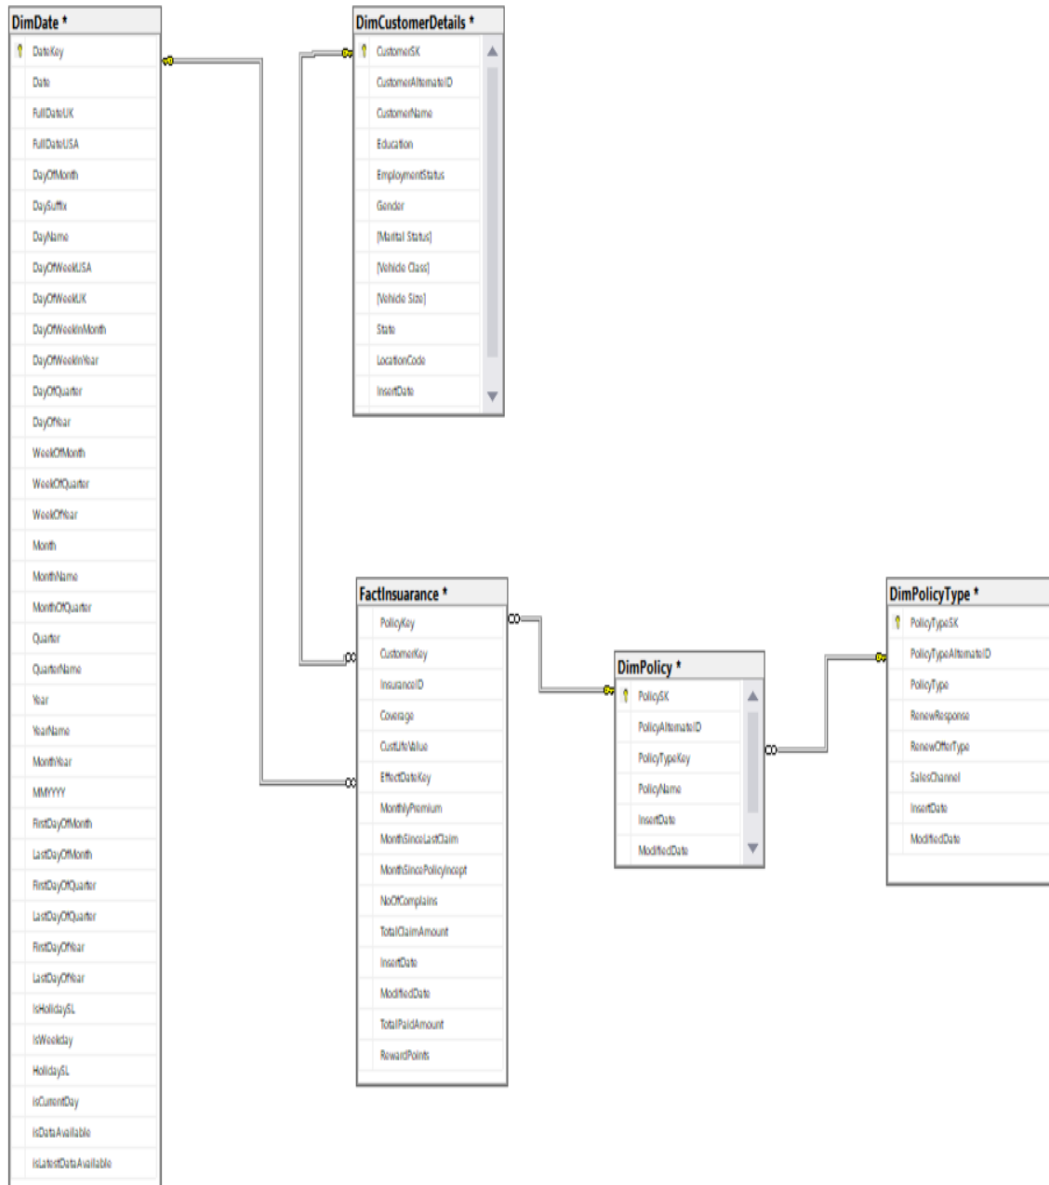 DimDate *
DateKey
Date
FullDateUK
FullDateUSA
DayOfMonth
DaySuffix
DayName
DayOfWeekUSA
DayOfWeekUK
DayOfWeekInMonth
DayOfWeekInYear
DayOfQuarter
DayOfYear
WeekOfMonth
WeekOfQuarter
WeekOfYear
Month
MonthName
MonthOfQuarter
Quarter
QuarterName
Year
YearName
MonthYear
MMYYYY
FirstDayOfMonth
LastDayOfMonth
FirstDayOfQuarter
LastDayOfQuarter
FirstDayOfYear
LastDayOfYear
IsHolidaySL
IsWeekday
HolidaySL
isCurrentDay
isDataAvailable
isLatestDataAvailable
DimCustomerDetails *
CustomerSK
CustomerAlternateID
CustomerName
Education
EmploymentStatus
Gender
[Marital Status]
[Vehicle Class]
[Vehicle Size]
State
LocationCode
InsertDate
FactInsuarance *
PolicyKey
CustomerKey
InsuranceID
Coverage
CustLifeValue
EffectDateKey
MonthlyPremium
MonthSinceLastClaim
MonthSincePolicyIncept
NoOfComplains
TotalClaimAmount
InsertDate
ModifiedDate
TotalPaidAmount
RewardPoints
DimPolicy *
PolicySK
PolicyAlternateID
PolicyTypeKey
PolicyName
InsertDate
ModifiedDate
DimPolicyType *
PolicyTypeSK
PolicyTypeAlternateID
PolicyType
RenewResponse
RenewOfferType
SalesChannel
InsertDate
ModifiedDate